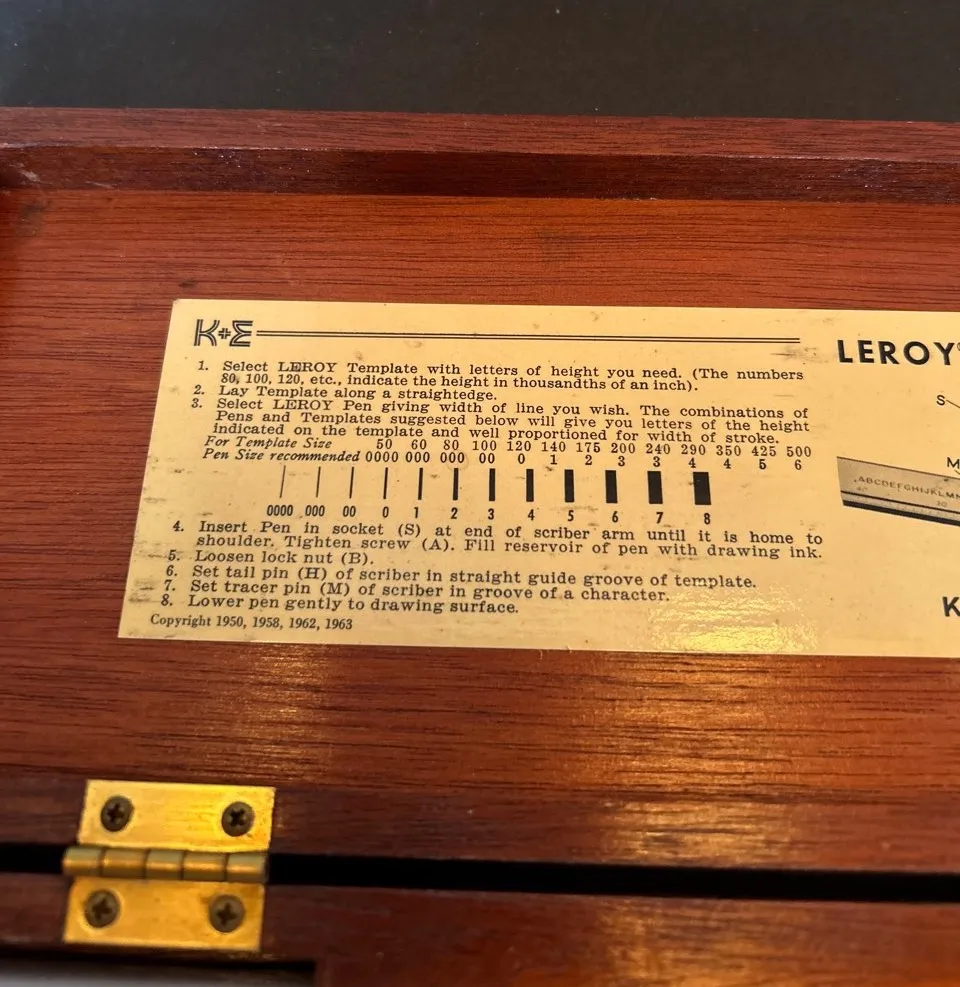 K+E
1. Select LEROY Template with letters of height you need. (The numbers
80, 100, 120, etc., indicate the height in thousandths of an inch).
2. Lay Template along a straightedge.
3. Select LEROY Pen giving width of line you wish. The combinations of
Pens and Templates suggested below will give you letters of the height
indicated on the template and well proportioned for width of stroke.
For Template Size 50 60 80 100 120 140 175 200 240 290 350 425 500
Pen Size recommended 0000 000 000 00 0 1 2 3 3 4 4 5 6
0000 000 00 0 1 2 3 4 5 6 7 8
4. Insert Pen in socket (S) at end of scriber arm until it is home to
shoulder. Tighten screw (A). Fill reservoir of pen with drawing ink.
5. Loosen lock nut (B).
6. Set tail pin (H) of scriber in straight guide groove of template.
7. Set tracer pin (M) of scriber in groove of a character.
8. Lower pen gently to drawing surface.
Copyright 1950, 1958, 1962, 1963
LEROY®
S
M
ABCDEFGHIJKLMN
K